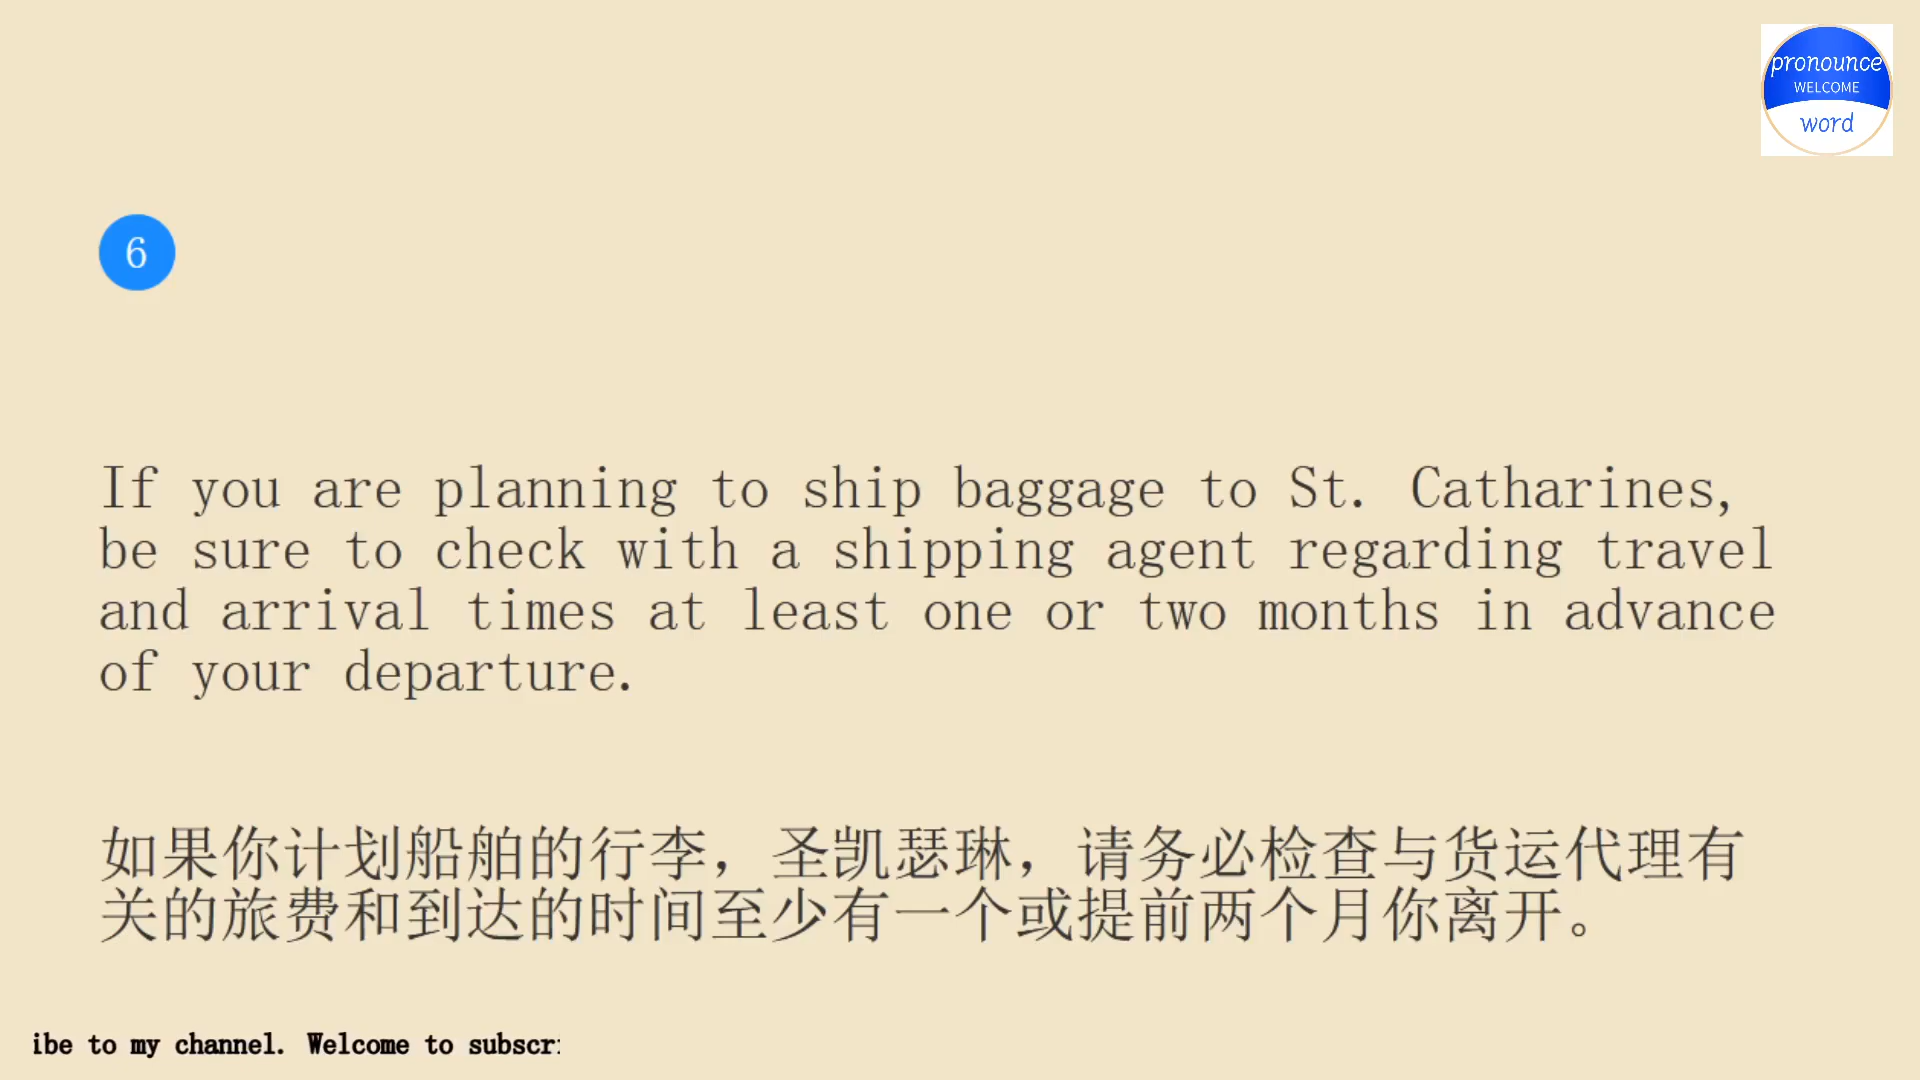 pronounce
WELCOME
word
6
If you are planning to ship baggage to St. Catharines,
be sure to check with a shipping agent regarding travel
and arrival times at least one or two months in advance
of your departure.
如果你计划船舶的行李，圣凯瑟琳，请务必检查与货运代理有
关的旅费和到达的时间至少有一个或提前两个月你离开。
ibe to my channel. Welcome to subscr